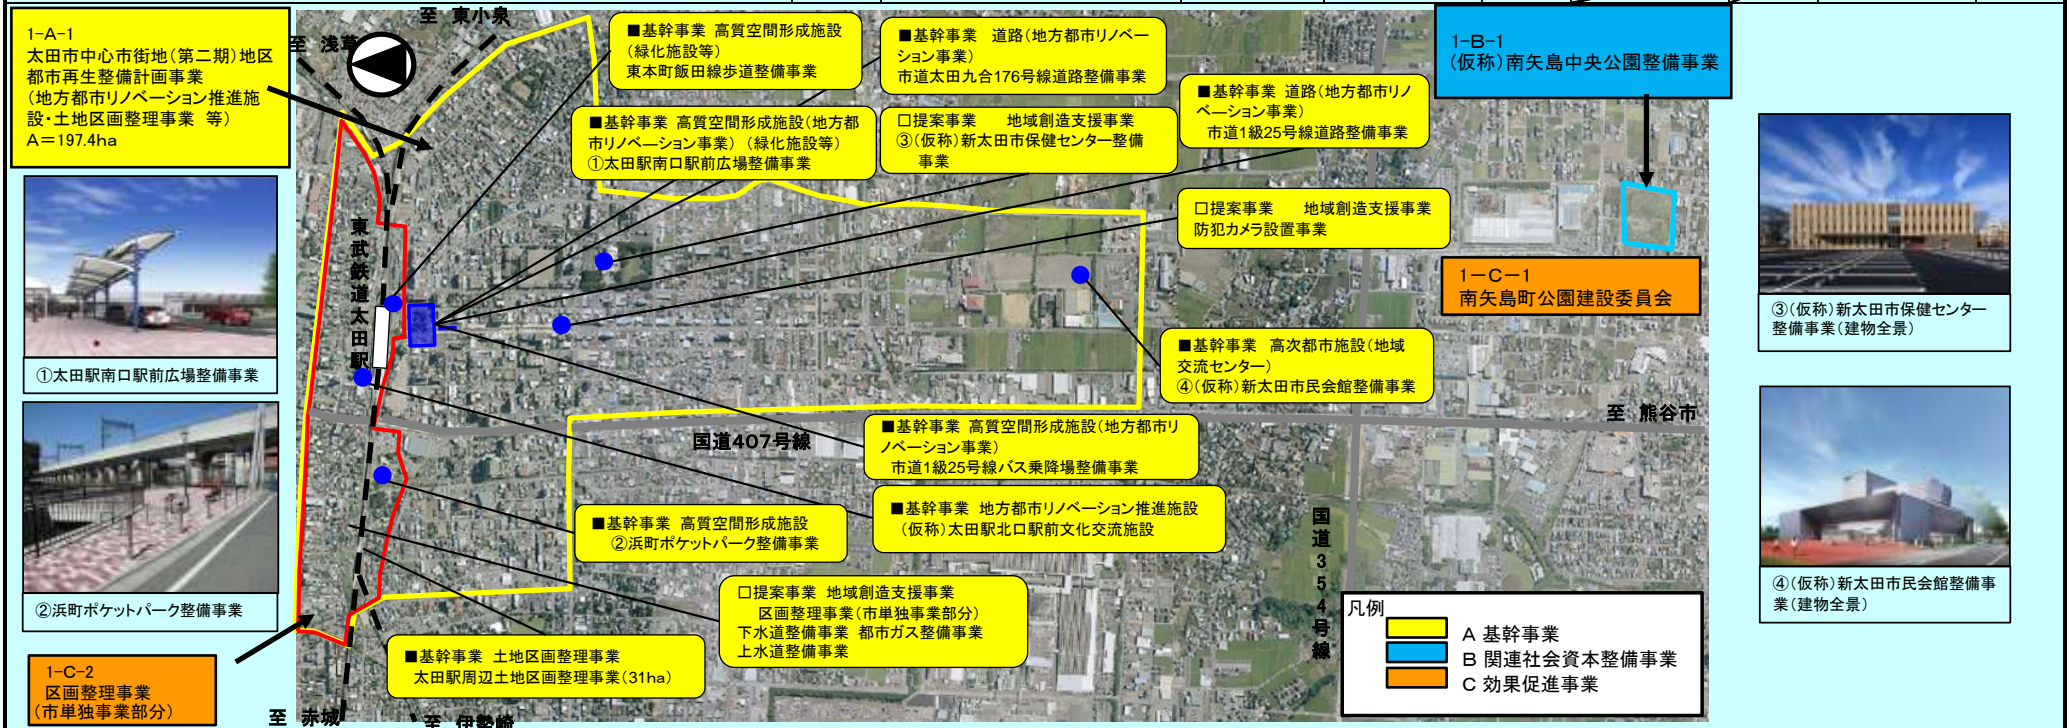 1-A-1
太田市中心市街地(第二期)地区
都市再生整備計画事業
(地方都市リノベーション推進施
設・土地区画整理事業 等)
A=197.4ha
至 東小泉
至 浅草
■基幹事業 高質空間形成施設
(緑化施設等)
東本町飯田線歩道整備事業
■基幹事業 道路(地方都市リノベー
ション事業)
市道太田九合176号線道路整備事業
■基幹事業 高質空間形成施設(地方都
市リノベーション事業) (緑化施設等)
①太田駅南口駅前広場整備事業
□提案事業 地域創造支援事業
③(仮称)新太田市保健センター整備
事業
■基幹事業 道路(地方都市リノ
ベーション事業)
市道1級25号線道路整備事業
1-B-1
(仮称)南矢島中央公園整備事業
□提案事業 地域創造支援事業
防犯カメラ設置事業
1-C-1
南矢島町公園建設委員会
東武鉄道太田駅
①太田駅南口駅前広場整備事業
③(仮称)新太田市保健センター
整備事業(建物全景)
■基幹事業 高次都市施設(地域
交流センター)
④(仮称)新太田市民会館整備事業
至 熊谷市
国道407号線
■基幹事業 高質空間形成施設(地方都市リ
ノベーション事業)
市道1級25号線バス乗降場整備事業
■基幹事業 地方都市リノベーション推進施設
(仮称)太田駅北口駅前文化交流施設
■基幹事業 高質空間形成施設
②浜町ポケットパーク整備事業
国道354号線
②浜町ポケットパーク整備事業
④(仮称)新太田市民会館整備事
業(建物全景)
□提案事業 地域創造支援事業
区画整理事業(市単独事業部分)
下水道整備事業 都市ガス整備事業
上水道整備事業
■基幹事業 土地区画整理事業
太田駅周辺土地区画整理事業(31ha)
1-C-2
区画整理事業
(市単独事業部分)
至 赤城
至 伊勢崎
凡例
A 基幹事業
B 関連社会資本整備事業
C 効果促進事業